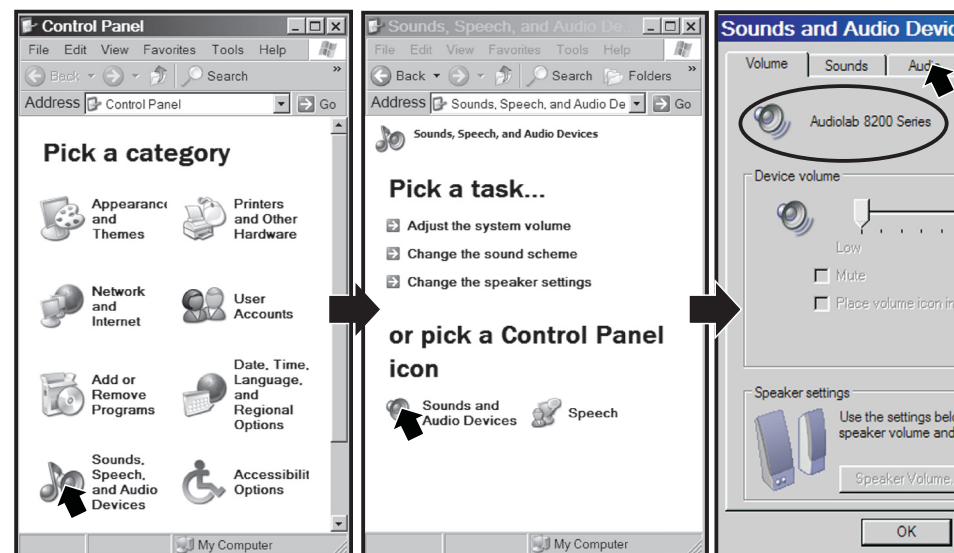 Control Panel
File Edit View Favorites Tools Help
Back Search »
Address Control Panel Go
Pick a category
Appearance
and
Themes
Printers
and Other
Hardware
Network
and
Internet
User
Accounts
Add or
Remove
Programs
Date, Time,
Language,
and
Regional
Options
Sounds,
Speech,
and Audio
Devices
Accessibilit
Options
My Computer
Sounds, Speech, and Audio De...
File Edit View Favorites Tools Help
Back Search Folders »
Address Sounds, Speech, and Audio De Go
Sounds, Speech, and Audio Devices
Pick a task...
Adjust the system volume
Change the sound scheme
Change the speaker settings
or pick a Control Panel
icon
Sounds and
Audio Devices
Speech
My Computer
Sounds and Audio Devic
Volume Sounds Audio
Audiolab 8200 Series
Device volume
Low
Mute
Place volume icon in
Speaker settings
Use the settings bel
speaker volume and
Speaker Volume.
OK